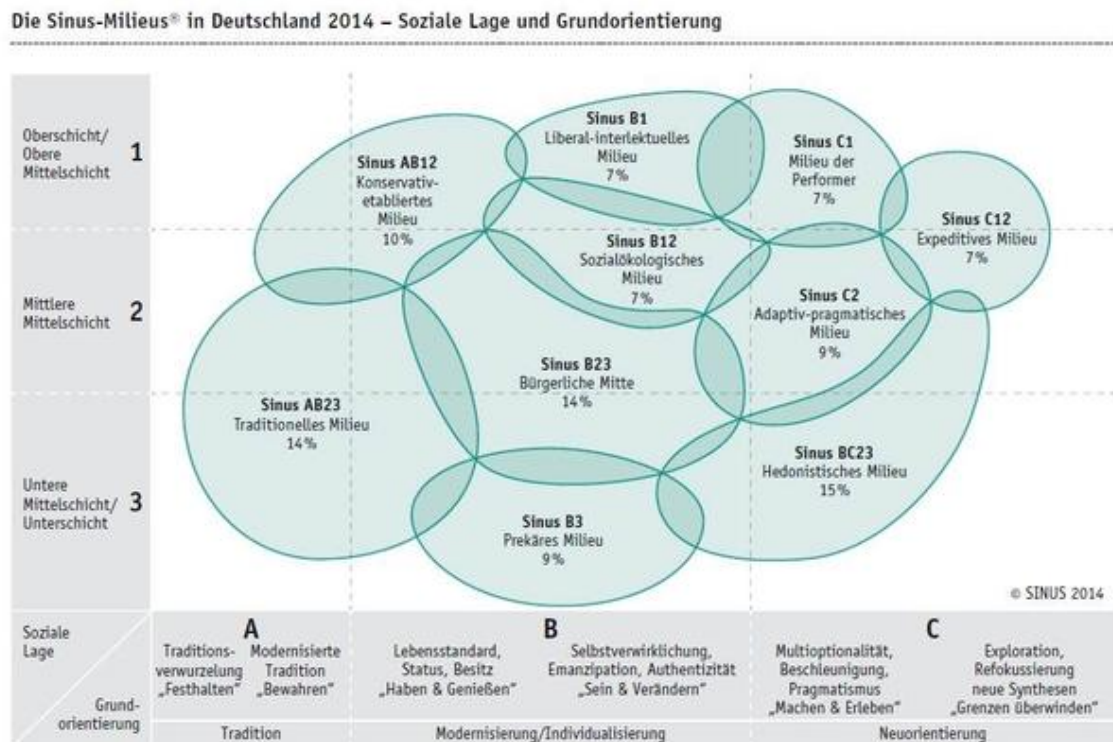 Die Sinus-Milieus® in Deutschland 2014 – Soziale Lage und Grundorientierung
Oberschicht/
Obere
Mittelschicht
1
Mittlere
Mittelschicht
2
Untere
Mittelschicht/
Unterschicht
3
Sinus AB12
Konservativ-
etabliertes
Milieu
10%
Sinus B1
Liberal-interlektuelles
Milieu
7%
Sinus C1
Milieu der
Performer
7%
Sinus C12
Expeditives Milieu
7%
Sinus B12
Sozialökologisches
Milieu
7%
Sinus C2
Adaptiv-pragmatisches
Milieu
9%
Sinus AB23
Traditionelles Milieu
14%
Sinus B23
Bürgerliche Mitte
14%
Sinus BC23
Hedonistisches Milieu
15%
Sinus B3
Prekäres Milieu
9%
© SINUS 2014
Soziale
Lage
Grund-
orientierung
A
Traditions-
verwurzelung
„Festhalten“
Modernisierte
Tradition
„Bewahren“
B
Lebensstandard,
Status, Besitz
„Haben & Genießen“
Selbstverwirklichung,
Emanzipation, Authentizität
„Sein & Verändern“
C
Multioptionalität,
Beschleunigung,
Pragmatismus
„Machen & Erleben“
Exploration,
Refokussierung
neue Synthesen
„Grenzen überwinden“
Tradition
Modernisierung/Individualisierung
Neuorientierung